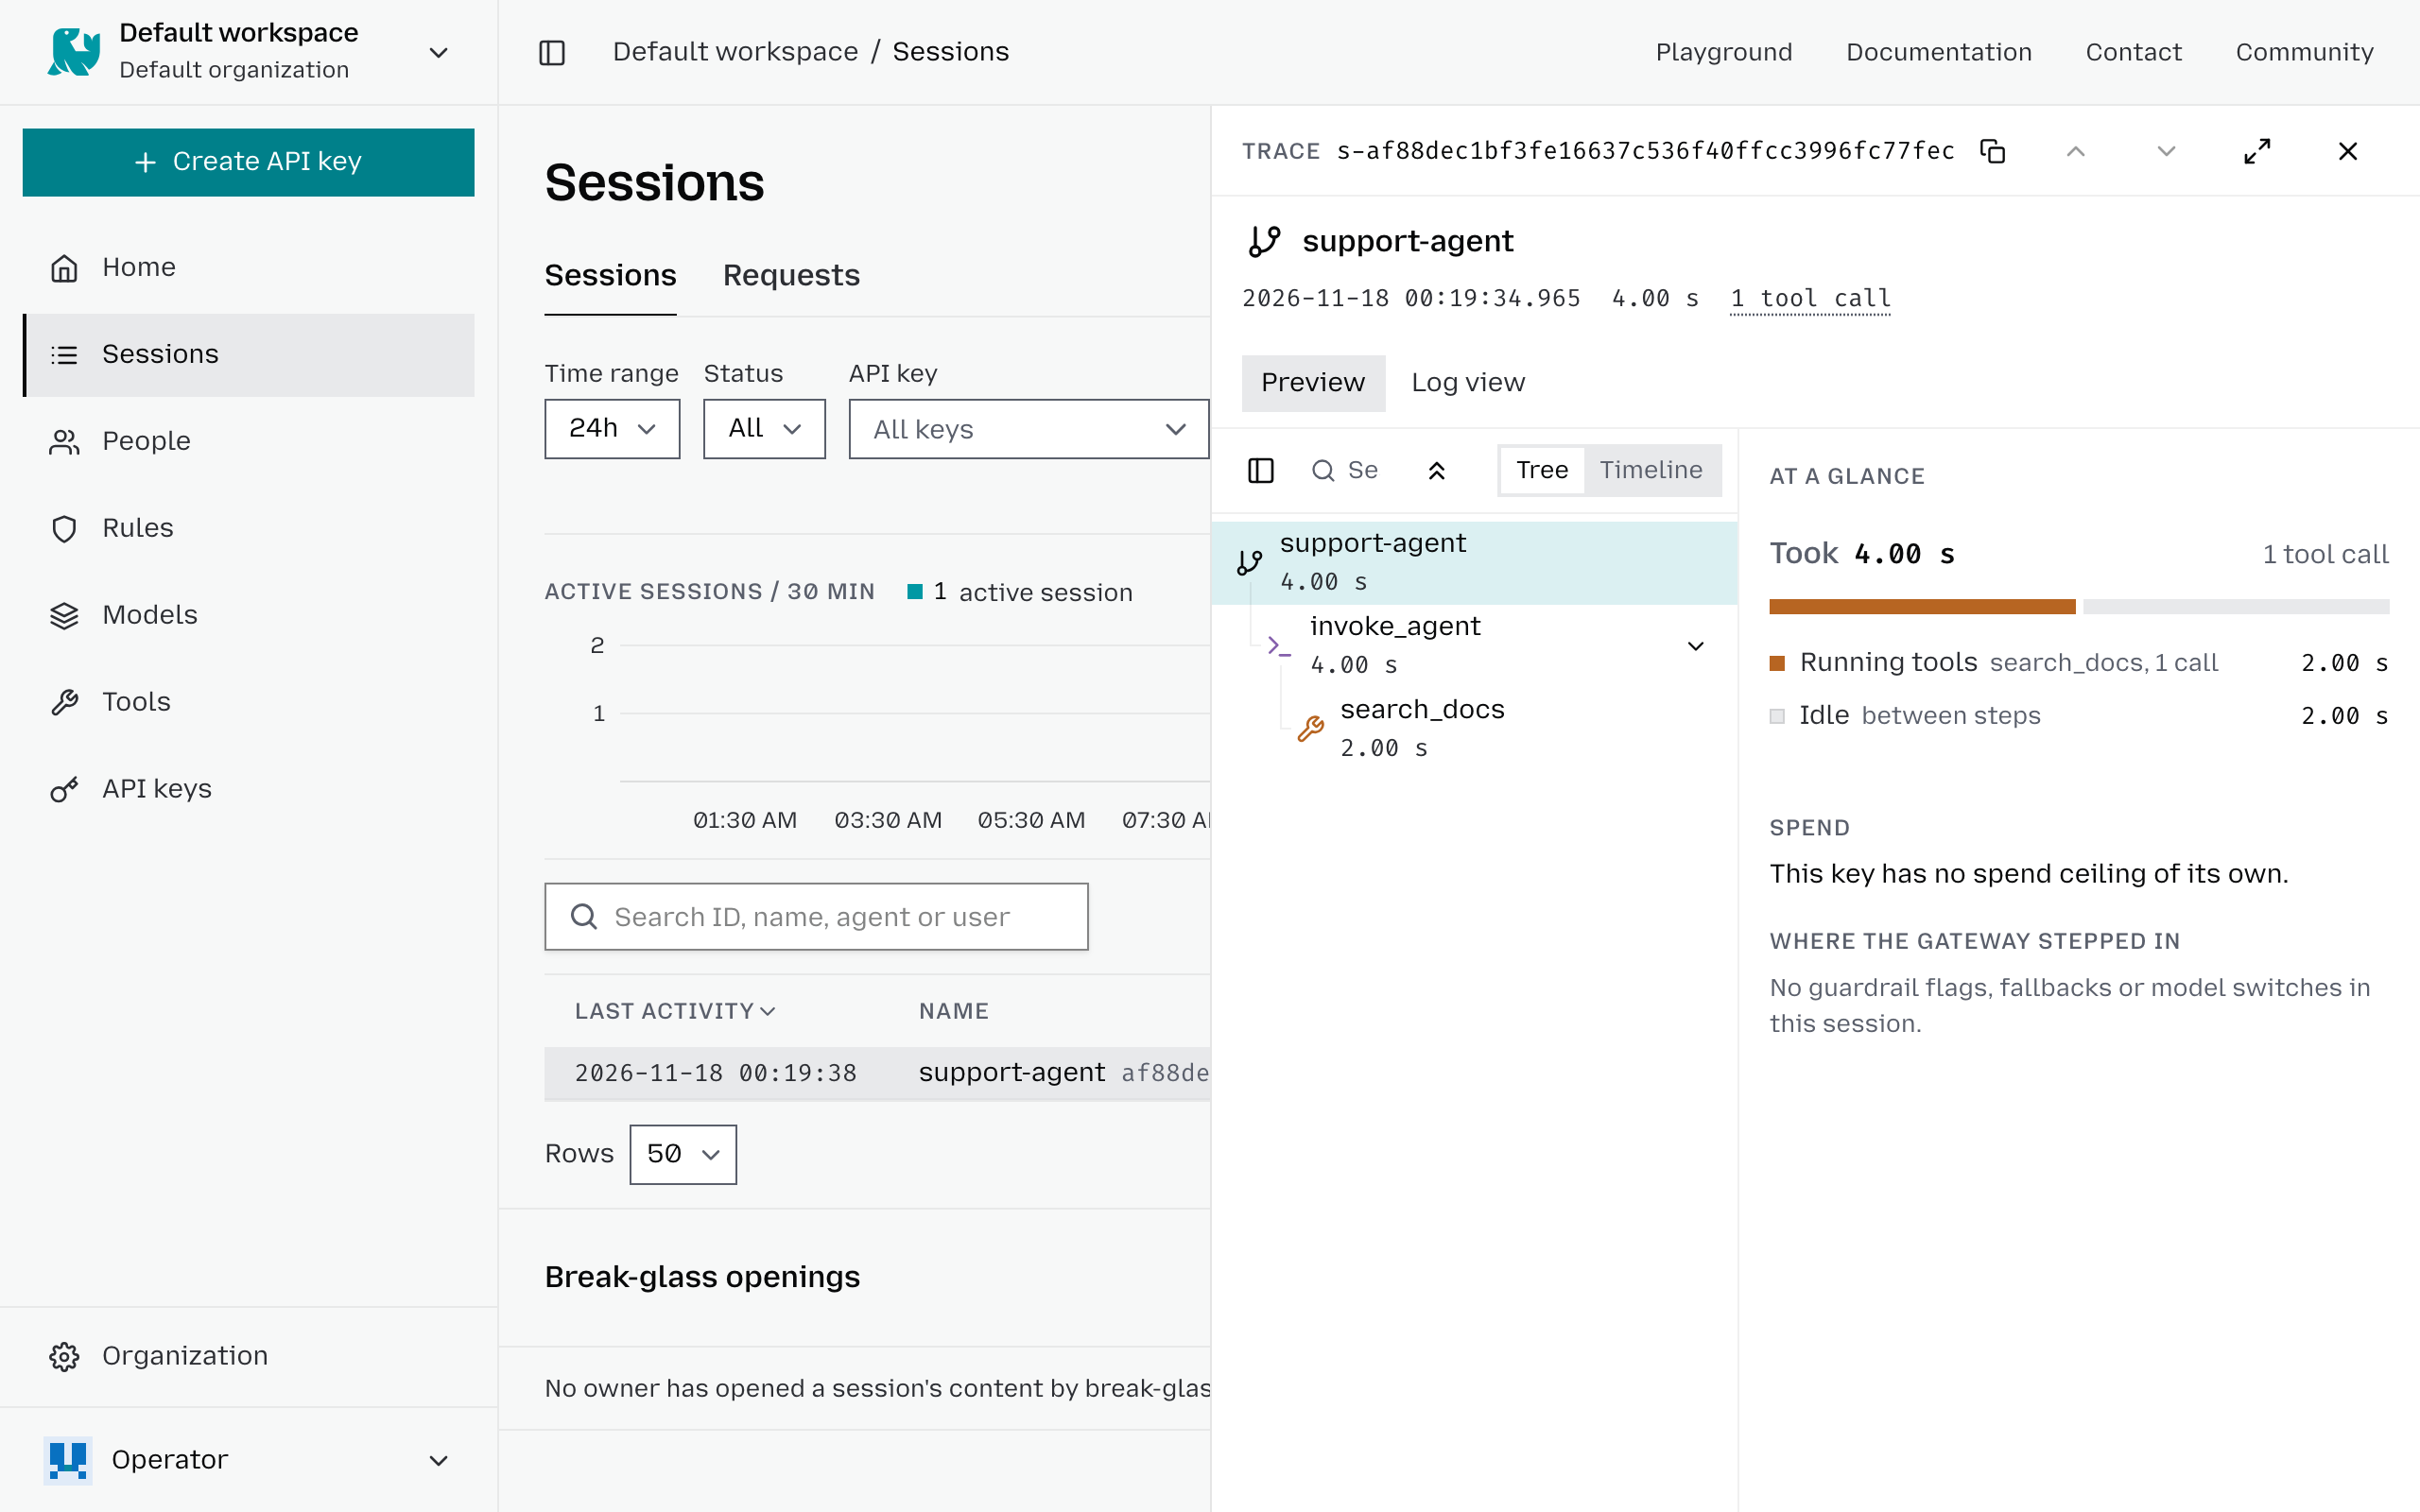 Default workspace
Default organization
Default workspace / Sessions
Playground
Documentation
Contact
Community
Create API key
Home
Sessions
People
Rules
Models
Tools
API keys
Organization
Operator
Sessions
Sessions
Requests
Time range
Status
API key
24h
All
All keys
ACTIVE SESSIONS / 30 MIN
1 active session
2
1
01:30 AM
03:30 AM
05:30 AM
07:30 A
Search ID, name, agent or user
LAST ACTIVITY
NAME
2026-11-18 00:19:38
support-agent af88de
Rows
50
Break-glass openings
No owner has opened a session's content by break-glas
TRACE s-af88dec1bf3fe16637c536f40ffcc3996fc77fec
support-agent
2026-11-18 00:19:34.965 4.00 s 1 tool call
Preview
Log view
Se
Tree
Timeline
support-agent
4.00 s
invoke_agent
4.00 s
search_docs
2.00 s
AT A GLANCE
Took 4.00 s
1 tool call
Running tools search_docs, 1 call 2.00 s
Idle between steps 2.00 s
SPEND
This key has no spend ceiling of its own.
WHERE THE GATEWAY STEPPED IN
No guardrail flags, fallbacks or model switches in
this session.